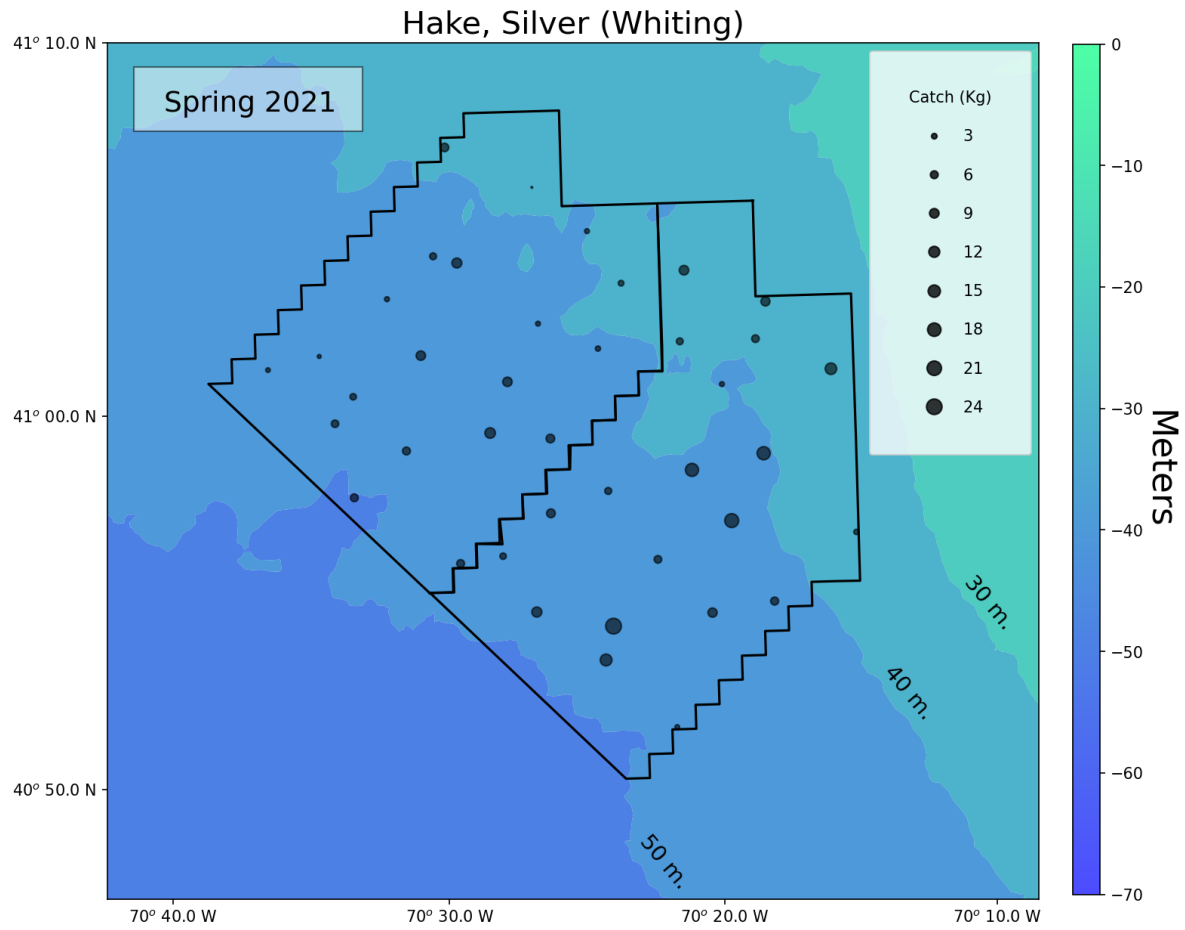 Hake, Silver (Whiting)
41° 10.0 N
Spring 2021
Catch (Kg)
3
6
9
12
15
18
21
24
41° 00.0 N
40° 50.0 N
30 m.
40 m.
50 m.
70° 40.0 W
70° 30.0 W
70° 20.0 W
70° 10.0 W
0
−10
−20
−30
−40
−50
−60
−70
Meters